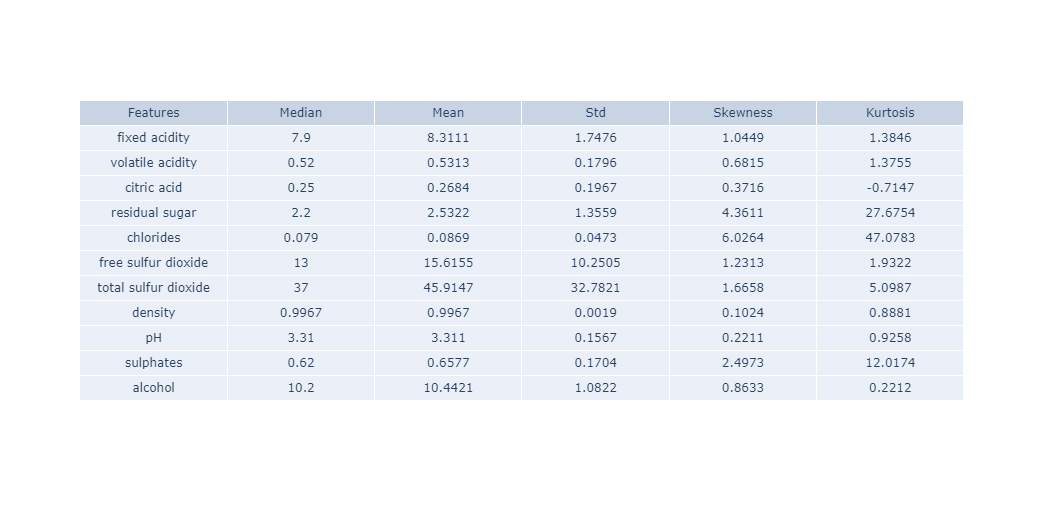 Features Median Mean Std Skewness Kurtosis
fixed acidity 7.9 8.3111 1.7476 1.0449 1.3846
volatile acidity 0.52 0.5313 0.1796 0.6815 1.3755
citric acid 0.25 0.2684 0.1967 0.3716 -0.7147
residual sugar 2.2 2.5322 1.3559 4.3611 27.6754
chlorides 0.079 0.0869 0.0473 6.0264 47.0783
free sulfur dioxide 13 15.6155 10.2505 1.2313 1.9322
total sulfur dioxide 37 45.9147 32.7821 1.6658 5.0987
density 0.9967 0.9967 0.0019 0.1024 0.8881
pH 3.31 3.311 0.1567 0.2211 0.9258
sulphates 0.62 0.6577 0.1704 2.4973 12.0174
alcohol 10.2 10.4421 1.0822 0.8633 0.2212